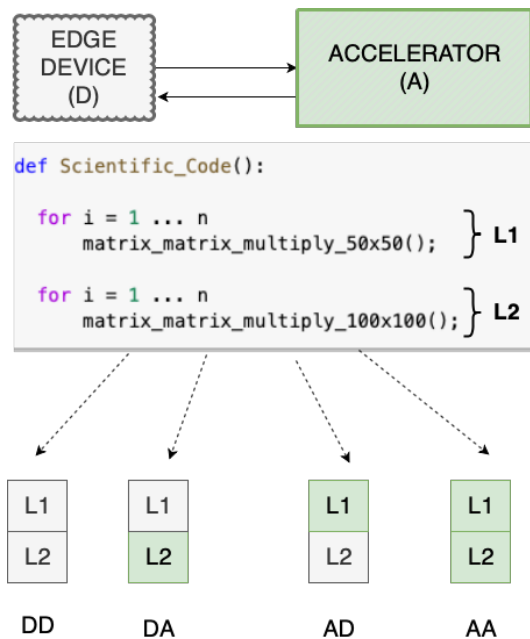 EDGE
DEVICE
(D)
ACCELERATOR
(A)
def Scientific_Code():
for i = 1 ... n
matrix_matrix_multiply_50x50();
L1
for i = 1 ... n
matrix_matrix_multiply_100x100();
L2
L1 L1 L1 L1
L2 L2 L2 L2
DD DA AD AA